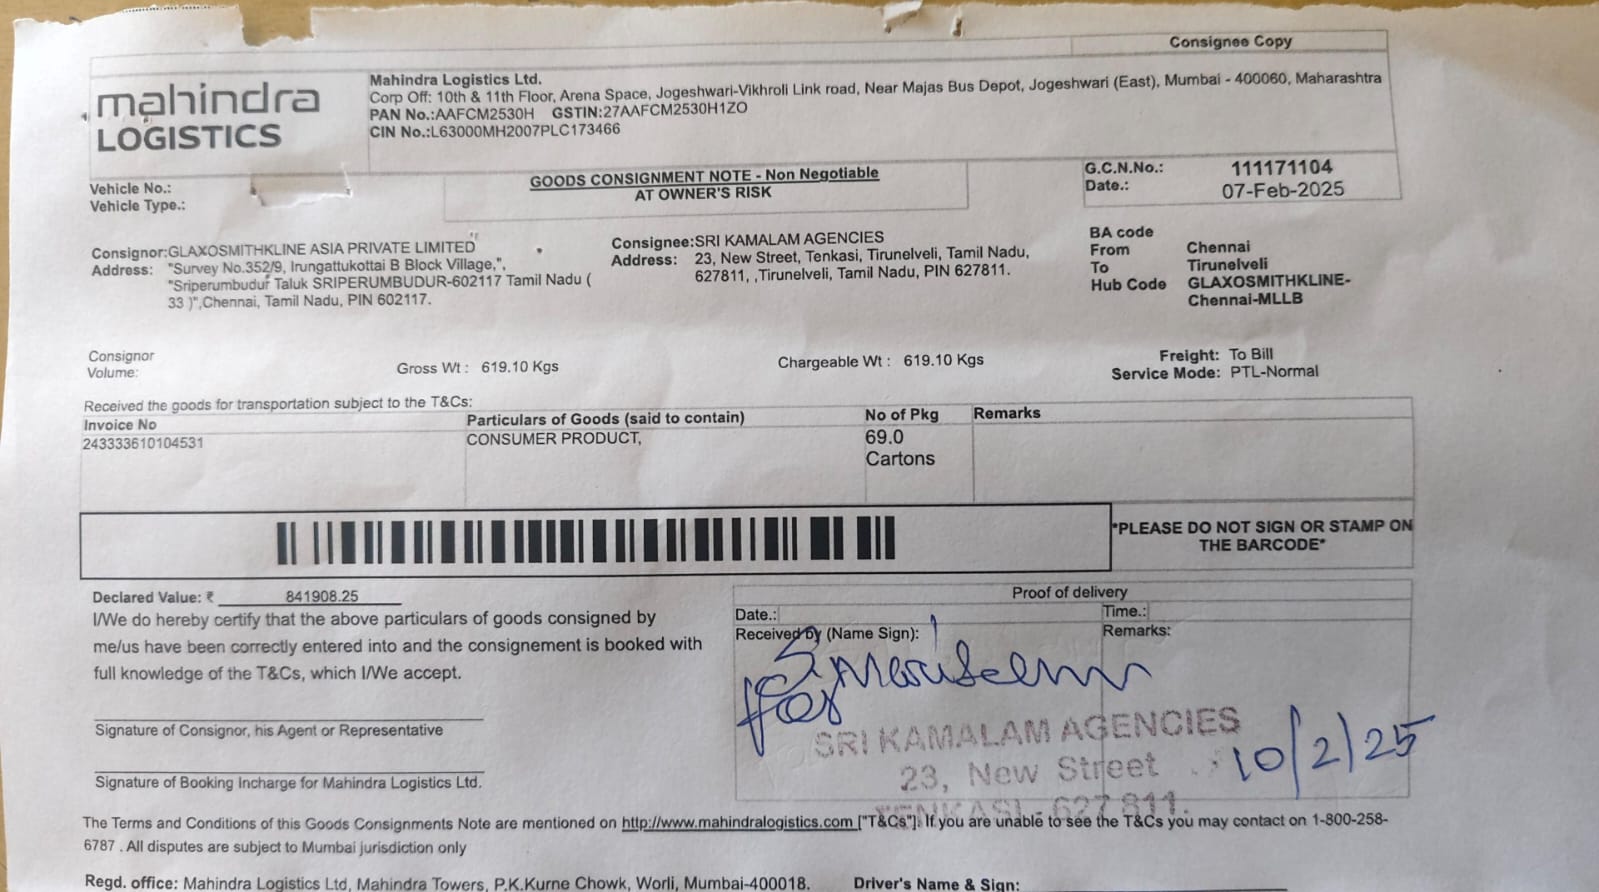 Consignee Copy
mahindra
LOGISTICS
Mahindra Logistics Ltd.
Corp Off: 10th & 11th Floor, Arena Space, Jogeshwari-Vikhroli Link road, Near Majas Bus Depot, Jogeshwari (East), Mumbai - 400060, Maharashtra
PAN No.:AAFCM2530H GSTIN:27AAFCM2530H1ZO
CIN No.:L63000MH2007PLC173466
Vehicle No.:
Vehicle Type.:
GOODS CONSIGNMENT NOTE - Non Negotiable
AT OWNER'S RISK
G.C.N.No.: 111171104
Date.: 07-Feb-2025
Consignor:GLAXOSMITHKLINE ASIA PRIVATE LIMITED
Address: "Survey No.352/9, Irungattukottai B Block Village,",
"Sriperumbudur Taluk SRIPERUMBUDUR-602117 Tamil Nadu (
33 )",Chennai, Tamil Nadu, PIN 602117.
Consignee:SRI KAMALAM AGENCIES
Address: 23, New Street, Tenkasi, Tirunelveli, Tamil Nadu,
627811, ,Tirunelveli, Tamil Nadu, PIN 627811.
BA code
From Chennai
To Tirunelveli
Hub Code GLAXOSMITHKLINE-
Chennai-MLLB
Consignor
Volume:
Gross Wt : 619.10 Kgs
Chargeable Wt : 619.10 Kgs
Freight: To Bill
Service Mode: PTL-Normal
Received the goods for transportation subject to the T&Cs:
Invoice No Particulars of Goods (said to contain) No of Pkg Remarks
243333610104531 CONSUMER PRODUCT, 69.0
Cartons
*PLEASE DO NOT SIGN OR STAMP ON
THE BARCODE*
Declared Value: ₹ 841908.25
I/We do hereby certify that the above particulars of goods consigned by
me/us have been correctly entered into and the consignement is booked with
full knowledge of the T&Cs, which I/We accept.
Signature of Consignor, his Agent or Representative
Signature of Booking Incharge for Mahindra Logistics Ltd.
Proof of delivery
Date.: Time.:
Received by (Name Sign): Remarks:
for
SRI KAMALAM AGENCIES
23, New Street
TENKASI - 627 811.
10/2/25
The Terms and Conditions of this Goods Consignments Note are mentioned on http://www.mahindralogistics.com ["T&Cs"]. If you are unable to see the T&Cs you may contact on 1-800-258-
6787 . All disputes are subject to Mumbai jurisdiction only
Regd. office: Mahindra Logistics Ltd, Mahindra Towers, P.K.Kurne Chowk, Worli, Mumbai-400018.
Driver's Name & Sign: